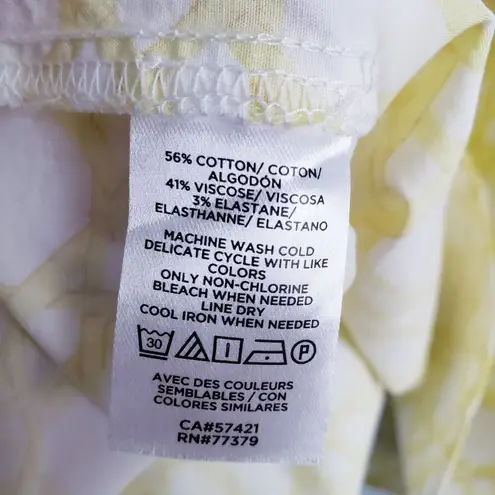 56% COTTON/ COTON/
ALGODÓN
41% VISCOSE/ VISCOSA
3% ELASTANE/
ELASTHANNE/ ELASTANO
MACHINE WASH COLD
DELICATE CYCLE WITH LIKE
COLORS
ONLY NON-CHLORINE
BLEACH WHEN NEEDED
LINE DRY
COOL IRON WHEN NEEDED
30 P
AVEC DES COULEURS
SEMBLABLES / CON
COLORES SIMILARES
CA#57421
RN#77379